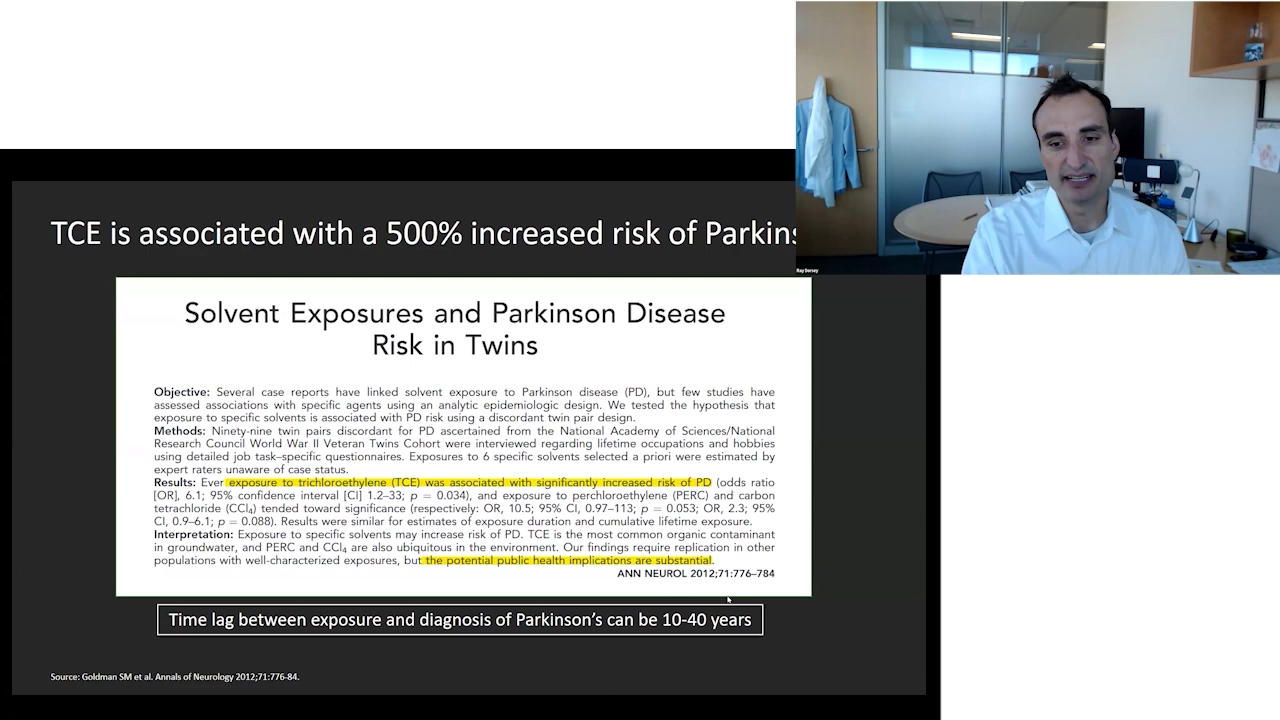 Ray Dorsey
TCE is associated with a 500% increased risk of Parkins
Solvent Exposures and Parkinson Disease
Risk in Twins
Objective: Several case reports have linked solvent exposure to Parkinson disease (PD), but few studies have
assessed associations with specific agents using an analytic epidemiologic design. We tested the hypothesis that
exposure to specific solvents is associated with PD risk using a discordant twin pair design.
Methods: Ninety-nine twin pairs discordant for PD ascertained from the National Academy of Sciences/National
Research Council World War II Veteran Twins Cohort were interviewed regarding lifetime occupations and hobbies
using detailed job task–specific questionnaires. Exposures to 6 specific solvents selected a priori were estimated by
expert raters unaware of case status.
Results: Ever exposure to trichloroethylene (TCE) was associated with significantly increased risk of PD (odds ratio
[OR], 6.1; 95% confidence interval [CI] 1.2–33; p = 0.034), and exposure to perchloroethylene (PERC) and carbon
tetrachloride (CCl4) tended toward significance (respectively: OR, 10.5; 95% CI, 0.97–113; p = 0.053; OR, 2.3; 95%
CI, 0.9–6.1; p = 0.088). Results were similar for estimates of exposure duration and cumulative lifetime exposure.
Interpretation: Exposure to specific solvents may increase risk of PD. TCE is the most common organic contaminant
in groundwater, and PERC and CCl4 are also ubiquitous in the environment. Our findings require replication in other
populations with well-characterized exposures, but the potential public health implications are substantial.
ANN NEUROL 2012;71:776–784
Time lag between exposure and diagnosis of Parkinson's can be 10-40 years
Source: Goldman SM et al. Annals of Neurology 2012;71:776-84.